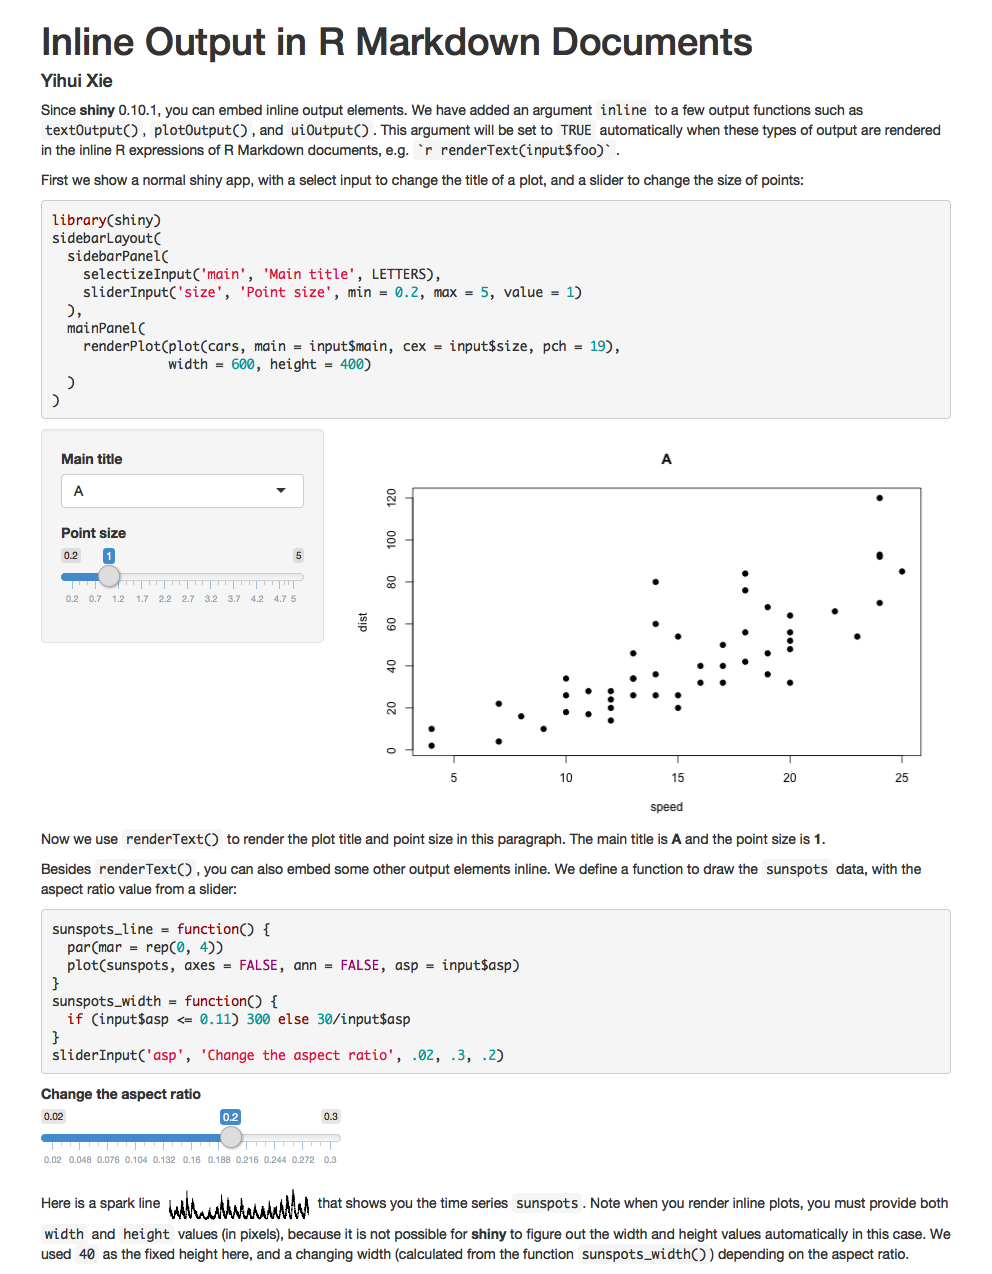 Inline Output in R Markdown Documents
Yihui Xie
Since shiny 0.10.1, you can embed inline output elements. We have added an argument inline to a few output functions such as
textOutput(), plotOutput(), and uiOutput(). This argument will be set to TRUE automatically when these types of output are rendered
in the inline R expressions of R Markdown documents, e.g. `r renderText(input$foo)`.
First we show a normal shiny app, with a select input to change the title of a plot, and a slider to change the size of points:
library(shiny)
sidebarLayout(
  sidebarPanel(
    selectizeInput('main', 'Main title', LETTERS),
    sliderInput('size', 'Point size', min = 0.2, max = 5, value = 1)
  ),
  mainPanel(
    renderPlot(plot(cars, main = input$main, cex = input$size, pch = 19),
               width = 600, height = 400)
  )
)
Main title
A
Point size
0.2 1 5
0.2 0.7 1.2 1.7 2.2 2.7 3.2 3.7 4.2 4.7 5
A
dist
120
100
80
60
40
20
0
5 10 15 20 25
speed
Now we use renderText() to render the plot title and point size in this paragraph. The main title is A and the point size is 1.
Besides renderText(), you can also embed some other output elements inline. We define a function to draw the sunspots data, with the
aspect ratio value from a slider:
sunspots_line = function() {
  par(mar = rep(0, 4))
  plot(sunspots, axes = FALSE, ann = FALSE, asp = input$asp)
}
sunspots_width = function() {
  if (input$asp <= 0.11) 300 else 30/input$asp
}
sliderInput('asp', 'Change the aspect ratio', .02, .3, .2)
Change the aspect ratio
0.02 0.2 0.3
0.02 0.048 0.076 0.104 0.132 0.16 0.188 0.216 0.244 0.272 0.3
Here is a spark line that shows you the time series sunspots. Note when you render inline plots, you must provide both
width and height values (in pixels), because it is not possible for shiny to figure out the width and height values automatically in this case. We
used 40 as the fixed height here, and a changing width (calculated from the function sunspots_width()) depending on the aspect ratio.